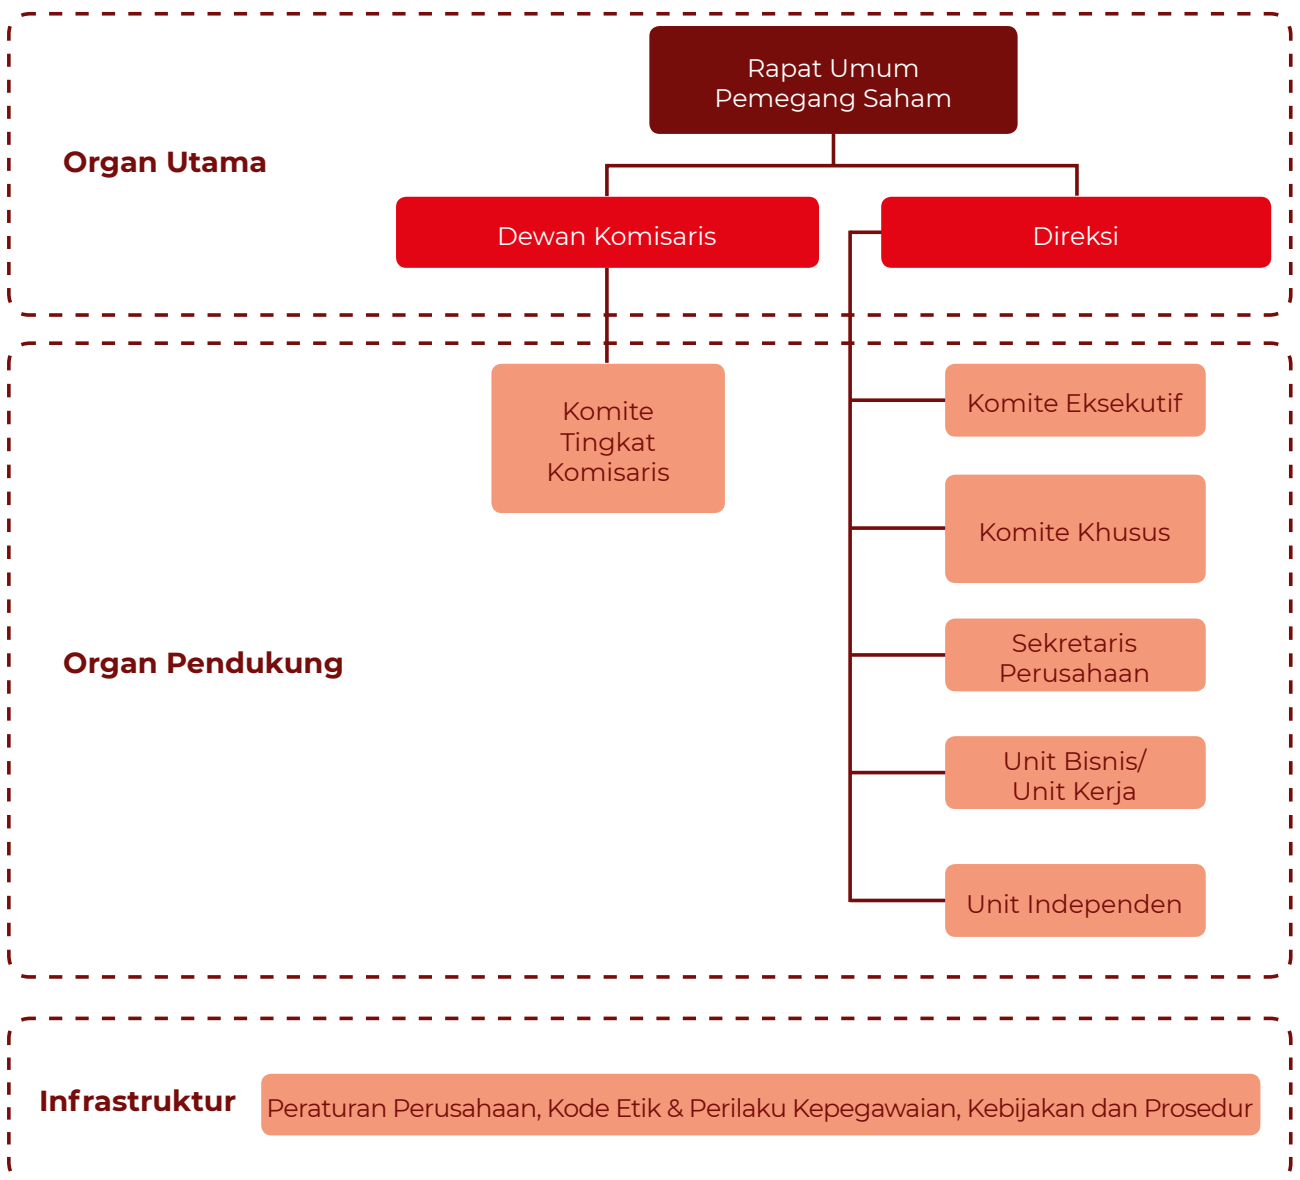 Rapat Umum
Pemegang Saham
Organ Utama
Dewan Komisaris
Direksi
Komite
Tingkat
Komisaris
Komite Eksekutif
Komite Khusus
Organ Pendukung
Sekretaris
Perusahaan
Unit Bisnis/
Unit Kerja
Unit Independen
Infrastruktur
Peraturan Perusahaan, Kode Etik & Perilaku Kepegawaian, Kebijakan dan Prosedur